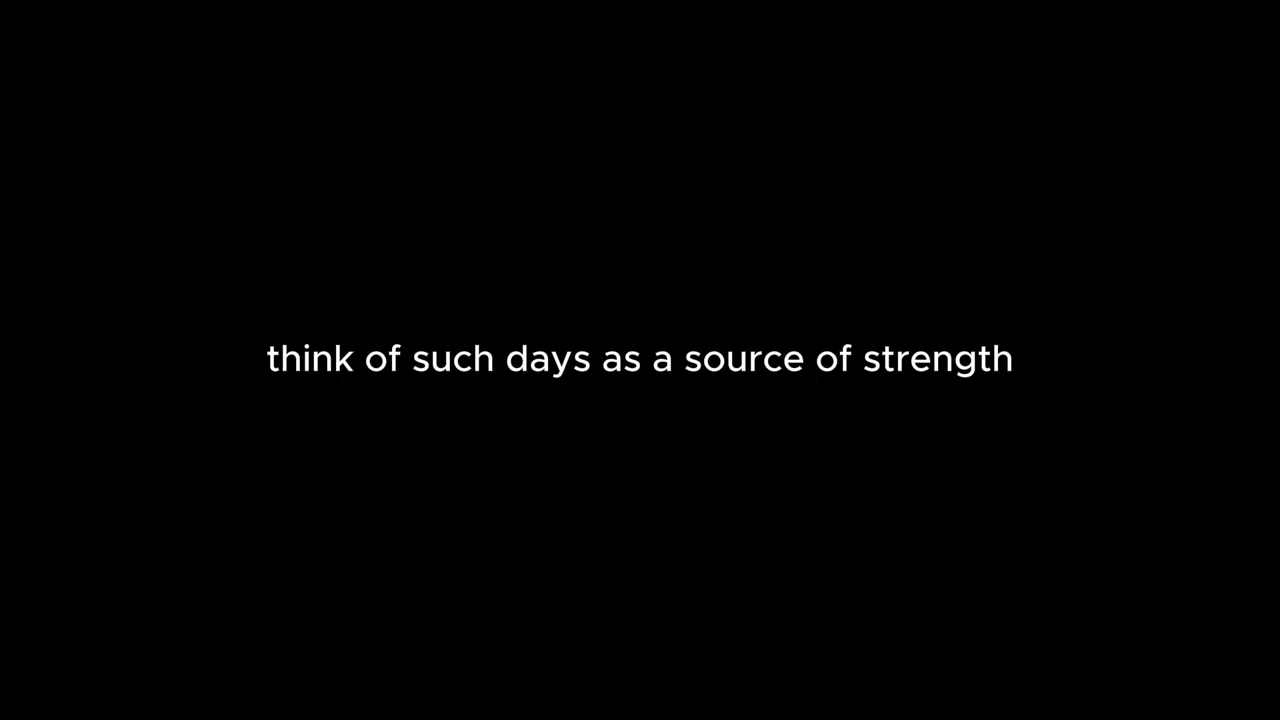 think of such days as a source of strength